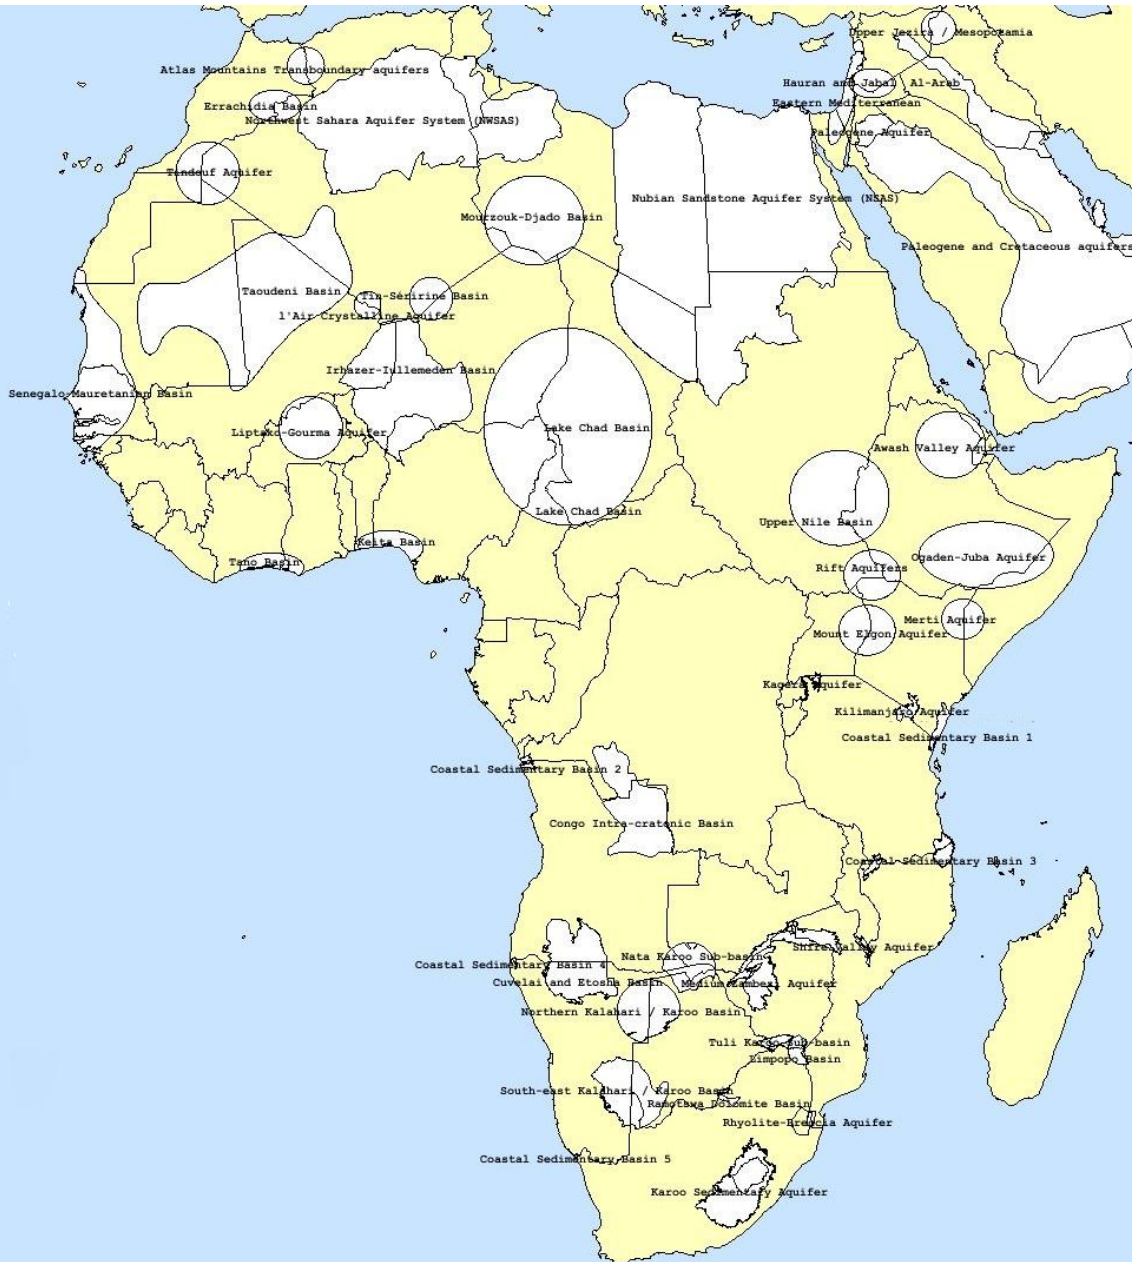 Upper Jezira / Mesopotamia
Atlas Mountains Transboundary aquifers
Hauran and Jabal Al-Arab
Errachidia Basin
Eastern Mediterranean
Northwest Sahara Aquifer System (NWSAS)
Paleogene Aquifer
Tindouf Aquifer
Nubian Sandstone Aquifer System (NSAS)
Mourzouk-Djado Basin
Paleogene and Cretaceous aquifers
Taoudeni Basin
Tin-Séririne Basin
l'Air Crystalline Aquifer
Irhazer-Iullemeden Basin
Senegalo-Mauretanian Basin
Lake Chad Basin
Liptako-Gourma Aquifer
Awash Valley Aquifer
Lake Chad Basin
Upper Nile Basin
Keita Basin
Ogaden-Juba Aquifer
Tano Basin
Rift Aquifers
Merti Aquifer
Mount Elgon Aquifer
Kagera Aquifer
Kilimanjaro Aquifer
Coastal Sedimentary Basin 1
Coastal Sedimentary Basin 2
Congo Intra-cratonic Basin
Coastal Sedimentary Basin 3
Shire Valley Aquifer
Nata Karoo Sub-basin
Coastal Sedimentary Basin 4
Cuvelai and Etosha Basin
Medium Zambezi Aquifer
Northern Kalahari / Karoo Basin
Tuli Karoo Sub-basin
Limpopo Basin
South-east Kalahari / Karoo Basin
Ramotswa Dolomite Basin
Rhyolite-Breccia Aquifer
Coastal Sedimentary Basin 5
Karoo Sedimentary Aquifer